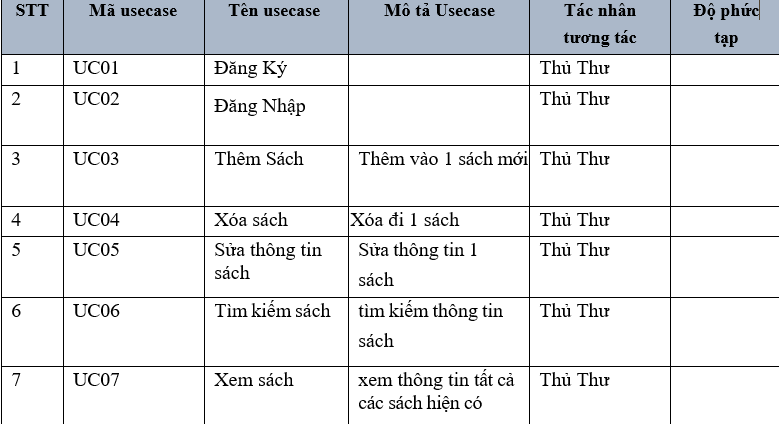 STT Mã usecase Tên usecase Mô tả Usecase Tác nhân tương tác Độ phức tạp
1 UC01 Đăng Ký Thủ Thư
2 UC02 Đăng Nhập Thủ Thư
3 UC03 Thêm Sách Thêm vào 1 sách mới Thủ Thư
4 UC04 Xóa sách Xóa đi 1 sách Thủ Thư
5 UC05 Sửa thông tin sách Sửa thông tin 1 sách Thủ Thư
6 UC06 Tìm kiếm sách tìm kiếm thông tin sách Thủ Thư
7 UC07 Xem sách xem thông tin tất cả các sách hiện có Thủ Thư